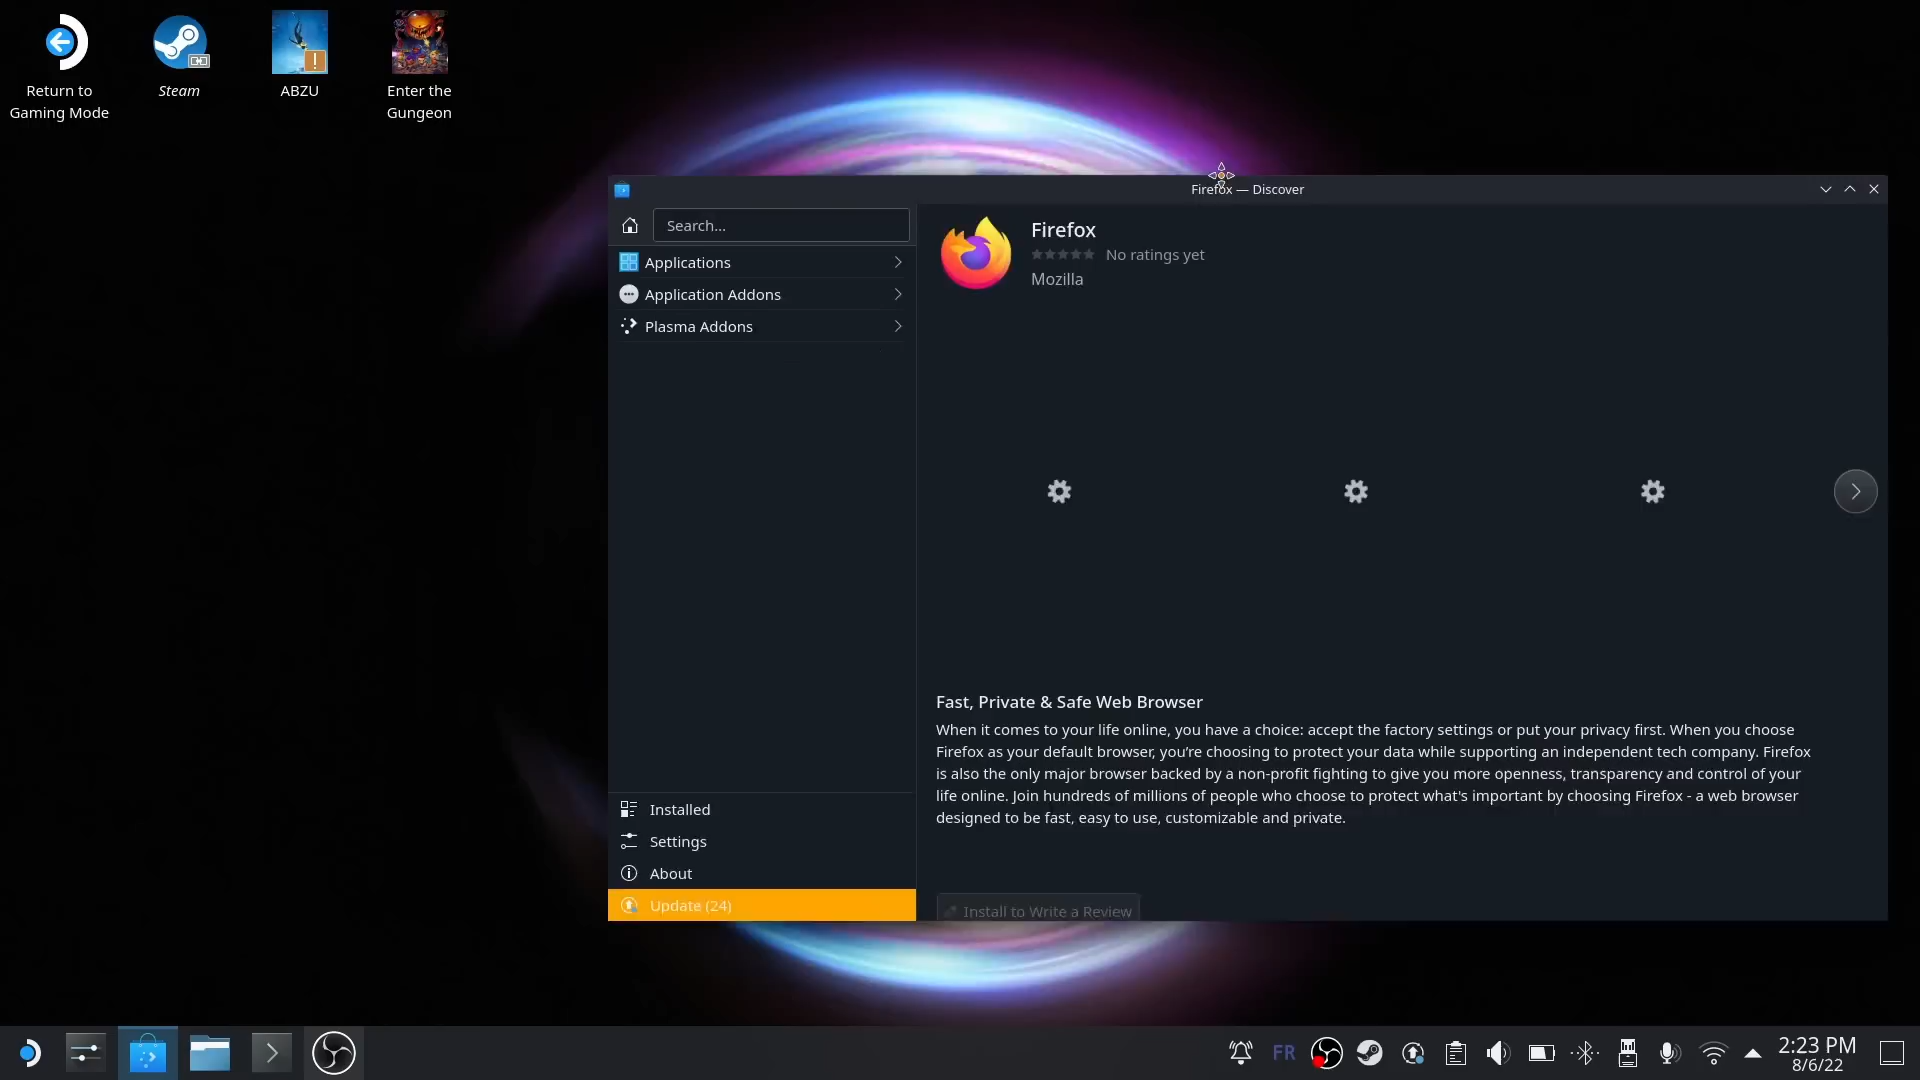 Return to
Gaming Mode
Steam
ABZU
Enter the
Gungeon
Firefox — Discover
Search...
Applications
Application Addons
Plasma Addons
Installed
Settings
About
Update (24)
Firefox
No ratings yet
Mozilla
Fast, Private & Safe Web Browser
When it comes to your life online, you have a choice: accept the factory settings or put your privacy first. When you choose
Firefox as your default browser, you’re choosing to protect your data while supporting an independent tech company. Firefox
is also the only major browser backed by a non-profit fighting to give you more openness, transparency and control of your
life online. Join hundreds of millions of people who choose to protect what's important by choosing Firefox - a web browser
designed to be fast, easy to use, customizable and private.
Install to Write a Review
FR
2:23 PM
8/6/22